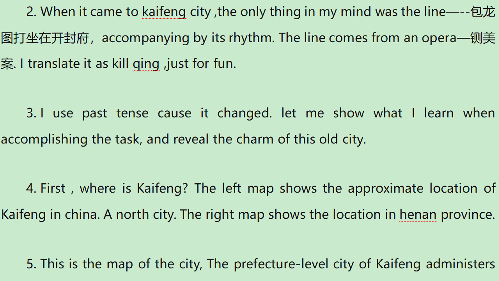 2. When it came to kaifeng city ,the only thing in my mind was the line—--包龙
图打坐在开封府，accompanying by its rhythm. The line comes from an opera—铡美
案. I translate it as kill qing ,just for fun.
3. I use past tense cause it changed. let me show what I learn when
accomplishing the task, and reveal the charm of this old city.
4. First , where is Kaifeng? The left map shows the approximate location of
Kaifeng in china. A north city. The right map shows the location in henan province.
5. This is the map of the city, The prefecture-level city of Kaifeng administers